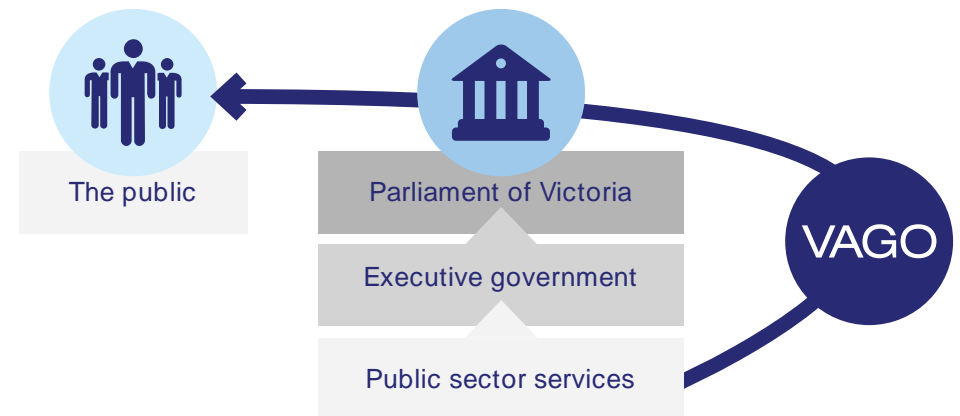 The public
Parliament of Victoria
Executive government
VAGO
Public sector services